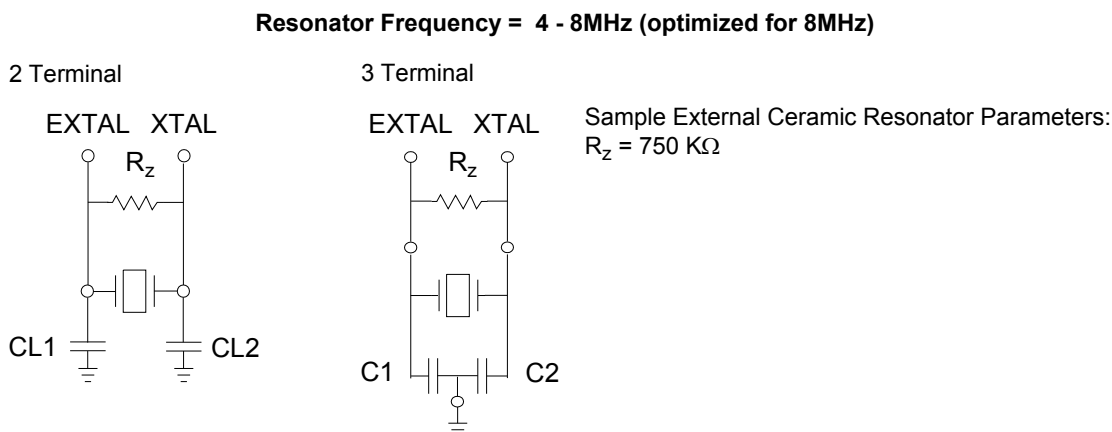 Resonator Frequency = 4 - 8MHz (optimized for 8MHz)
2 Terminal
EXTAL XTAL
Rz
CL1
CL2
3 Terminal
EXTAL XTAL
Rz
C1
C2
Sample External Ceramic Resonator Parameters:
Rz = 750 KΩ